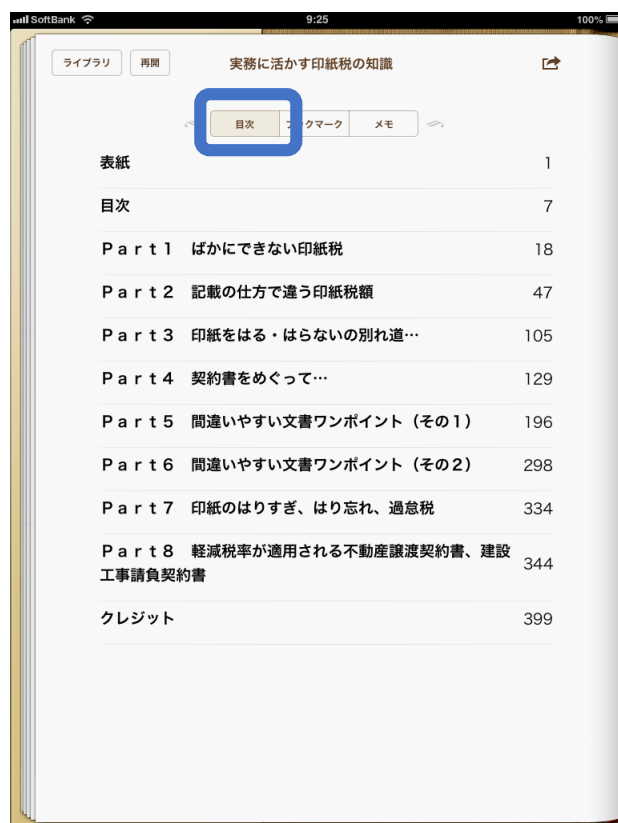 SoftBank 9:25 100%
ライブラリ 再開 実務に活かす印紙税の知識
目次 ブックマーク メモ
表紙 1
目次 7
Part1 ばかにできない印紙税 18
Part2 記載の仕方で違う印紙税額 47
Part3 印紙をはる・はらないの別れ道… 105
Part4 契約書をめぐって… 129
Part5 間違いやすい文書ワンポイント（その1） 196
Part6 間違いやすい文書ワンポイント（その2） 298
Part7 印紙のはりすぎ、はり忘れ、過怠税 334
Part8 軽減税率が適用される不動産譲渡契約書、建設
工事請負契約書 344
クレジット 399